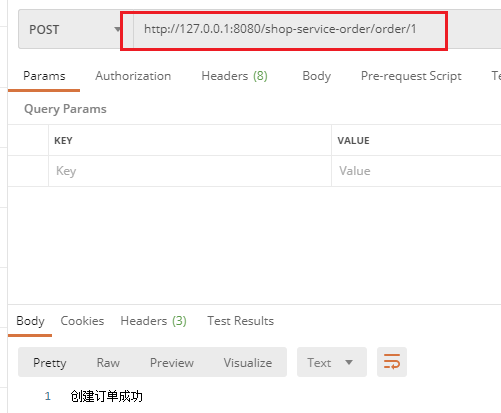 POST http://127.0.0.1:8080/shop-service-order/order/1
Params Authorization Headers (8) Body Pre-request Script
Query Params
KEY VALUE
Key Value
Body Cookies Headers (3) Test Results
Pretty Raw Preview Visualize Text
1 创建订单成功